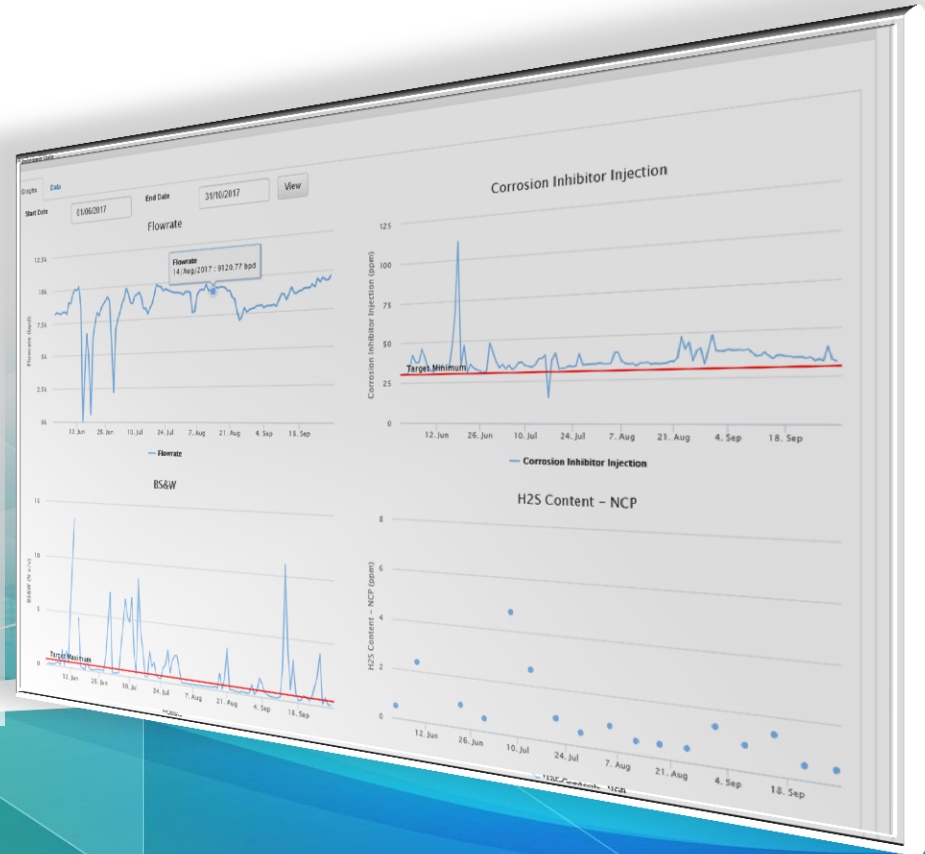 Graphs Data
Start Date 01/06/2017 End Date 31/10/2017 View
Flowrate
12.5k
10k
7.5k
5k
2.5k
0k
Flowrate (bpd)
Flowrate
14/Aug/2017 : 9120.77 bpd
12. Jun 26. Jun 10. Jul 24. Jul 7. Aug 21. Aug 4. Sep 18. Sep
Flowrate
Corrosion Inhibitor Injection
125
100
75
50
25
0
Corrosion Inhibitor Injection (ppm)
Target Minimum
12. Jun 26. Jun 10. Jul 24. Jul 7. Aug 21. Aug 4. Sep 18. Sep
Corrosion Inhibitor Injection
BS&W
15
10
5
0
BS&W (% v/v)
Target Maximum
12. Jun 26. Jun 10. Jul 24. Jul 7. Aug 21. Aug 4. Sep 18. Sep
H2S Content - NCP
8
6
4
2
0
H2S Content - NCP (ppm)
12. Jun 26. Jun 10. Jul 24. Jul 7. Aug 21. Aug 4. Sep 18. Sep